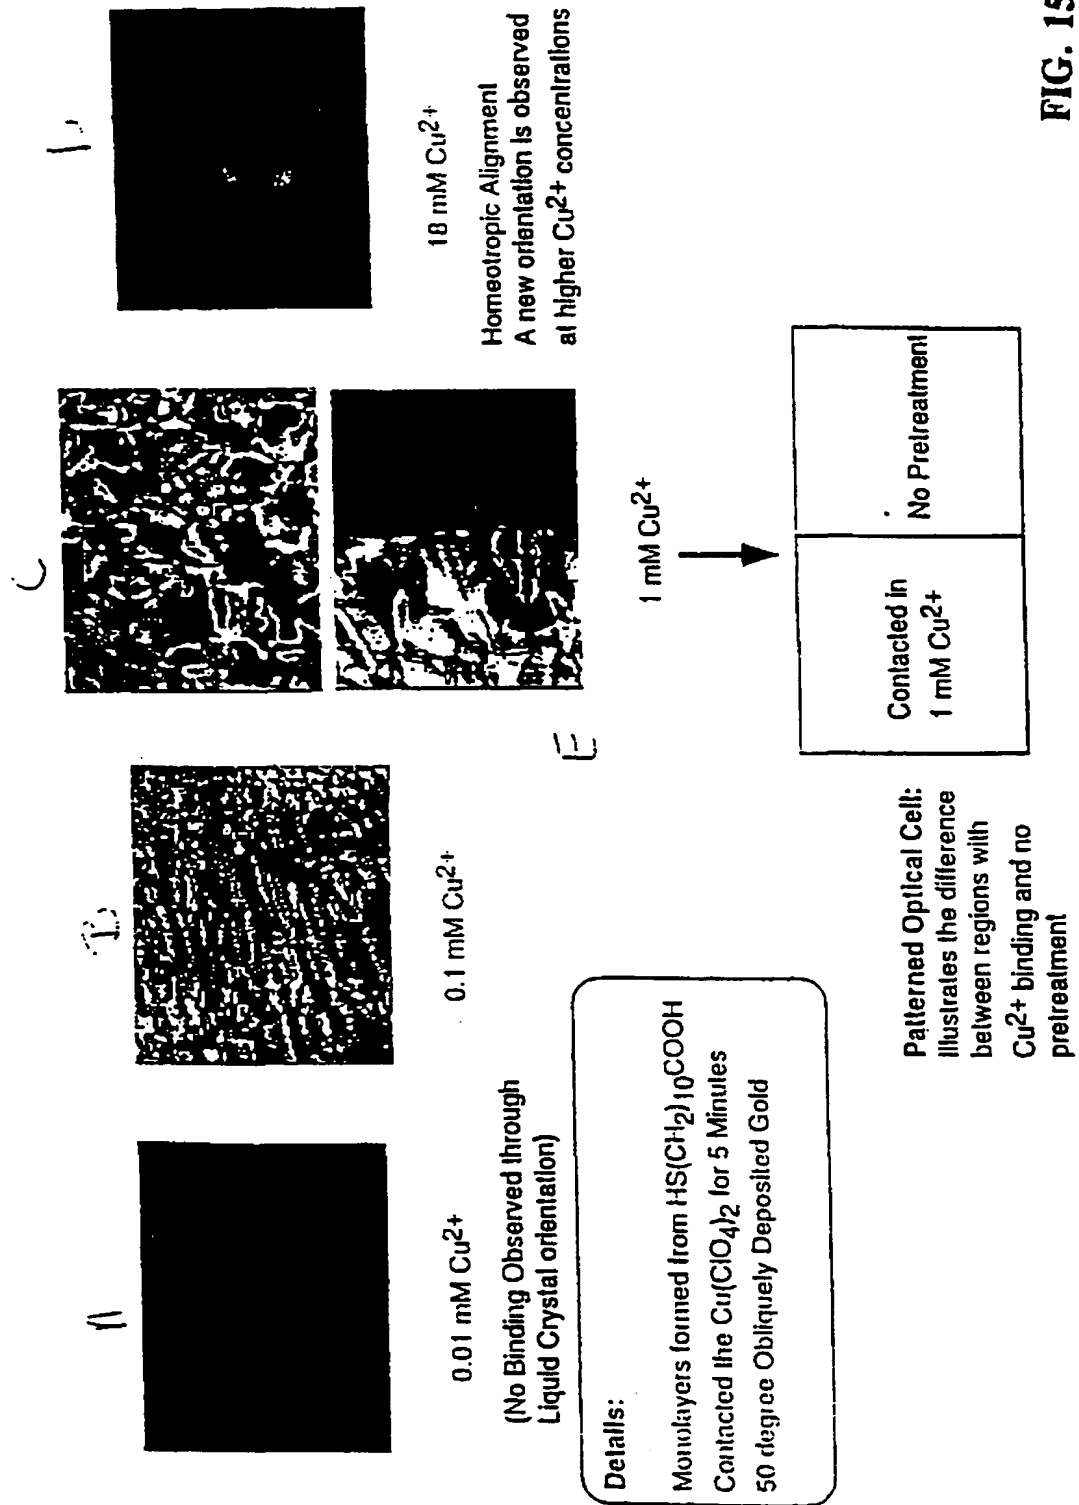 A
0.01 mM Cu2+
(No Binding Observed through
Liquid Crystal orientation)
B
0.1 mM Cu2+
C
E
1 mM Cu2+
D
18 mM Cu2+
Homeotropic Alignment
A new orientation is observed
at higher Cu2+ concentrations
Details:
Monolayers formed from HS(CH2)10COOH
Contacted the Cu(ClO4)2 for 5 Minutes
50 degree Obliquely Deposited Gold
Patterned Optical Cell:
Illustrates the difference
between regions with
Cu2+ binding and no
pretreatment
Contacted in
1 mM Cu2+
No Pretreatment
FIG. 15